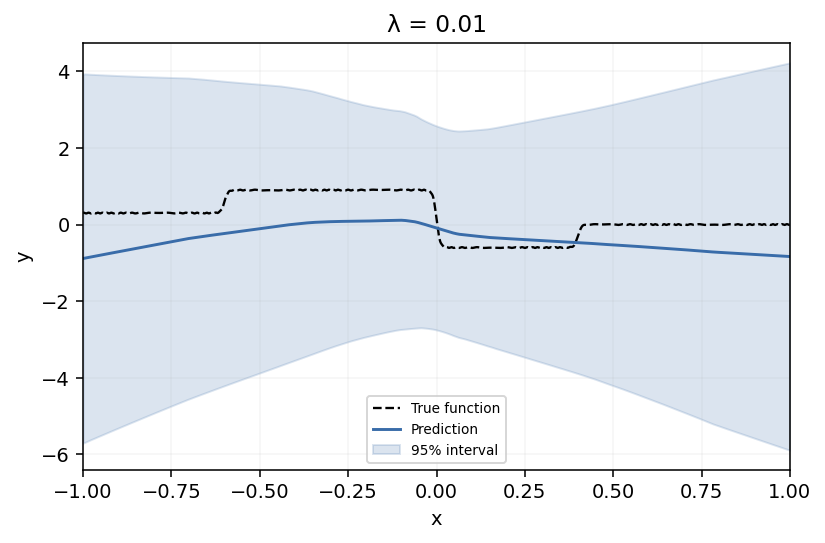 λ = 0.01
y
4
2
0
−2
−4
−6
True function
Prediction
95% interval
−1.00 −0.75 −0.50 −0.25 0.00 0.25 0.50 0.75 1.00
x